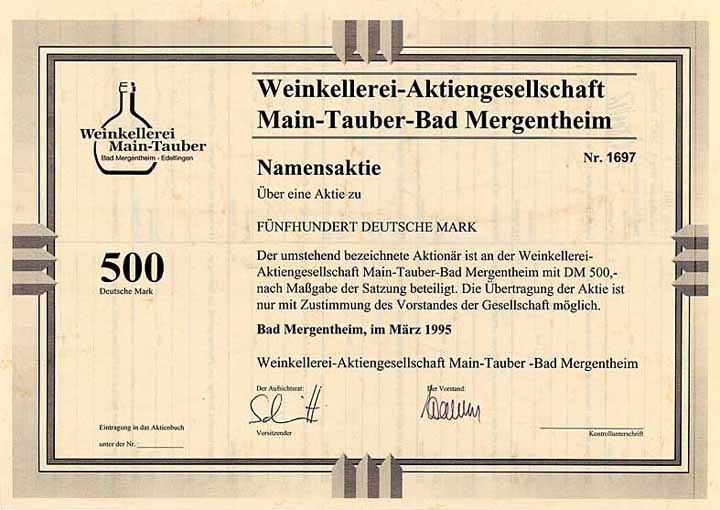 Weinkellerei
Main-Tauber
Bad Mergentheim - Edelfingen
Weinkellerei-Aktiengesellschaft
Main-Tauber-Bad Mergentheim
Nr. 1697
Namensaktie
Über eine Aktie zu
FÜNFHUNDERT DEUTSCHE MARK
500
Deutsche Mark
Der umstehend bezeichnete Aktionär ist an der Weinkellerei-
Aktiengesellschaft Main-Tauber-Bad Mergentheim mit DM 500,-
nach Maßgabe der Satzung beteiligt. Die Übertragung der Aktie ist
nur mit Zustimmung des Vorstandes der Gesellschaft möglich.
Bad Mergentheim, im März 1995
Weinkellerei-Aktiengesellschaft Main-Tauber -Bad Mergentheim
Der Aufsichtsrat:
Der Vorstand:
Vorsitzender
Kontrollunterschrift
Eintragung in das Aktienbuch
unter der Nr.